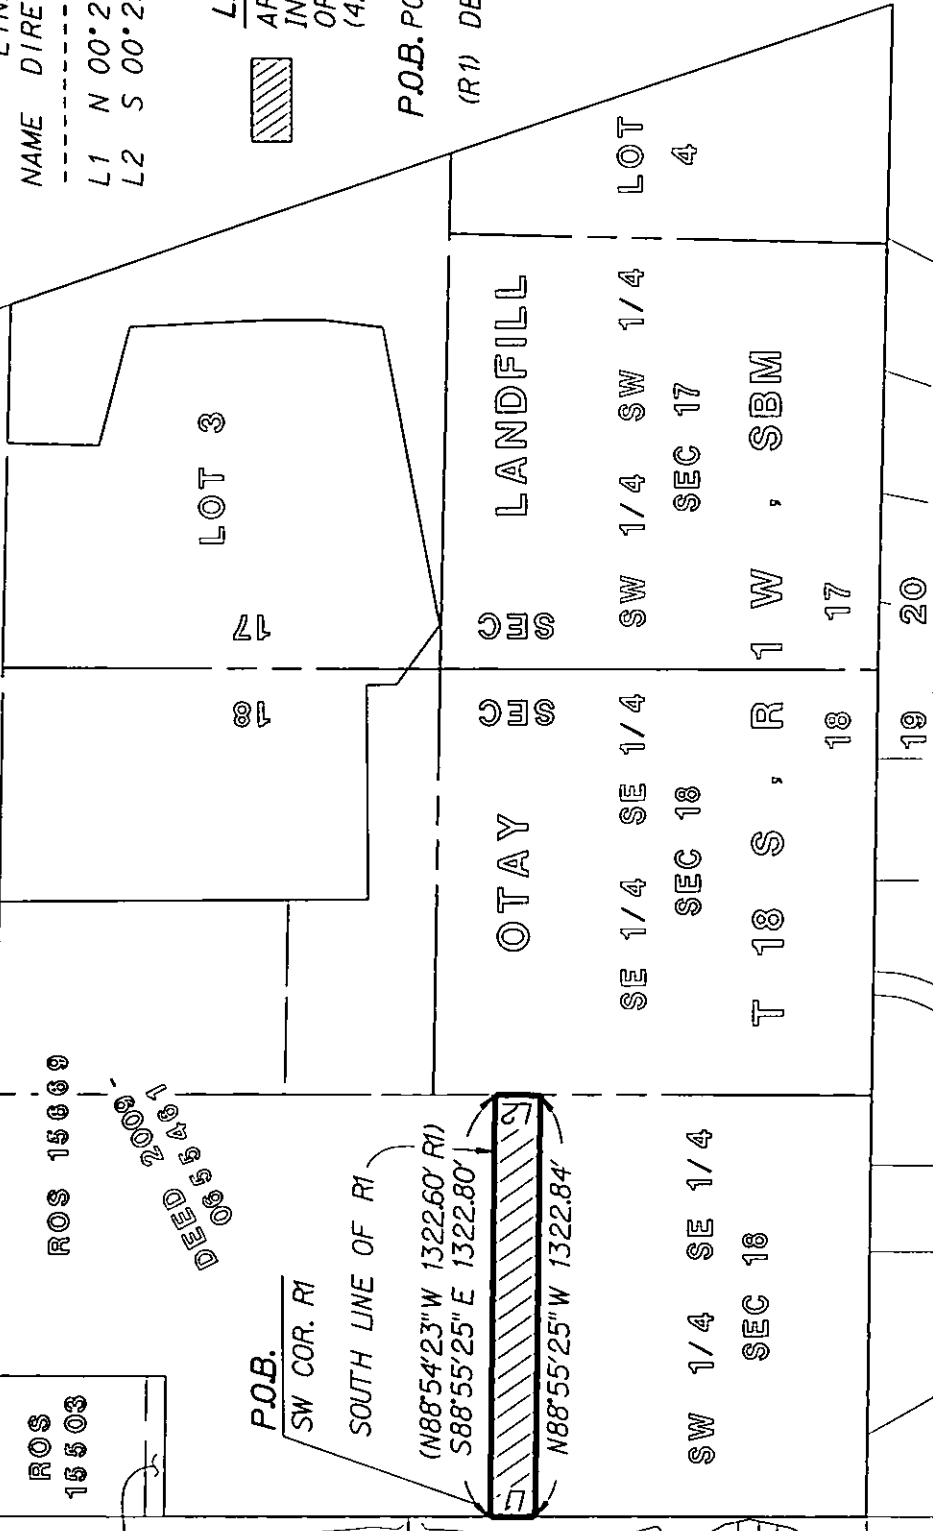 NAME DIRE
L1 N 00°2
L2 S 00°2
L
AR
IN
OR
(4.
P.O.B. PO
(R1) DE
ROS 15669
DEED 2009-
0655461
ROS
15503
LOT 3
17
18
P.O.B.
SW COR. R1
SOUTH LINE OF R1
(N88°54'23"W 1322.60' R1)
S88°55'25"E 1322.80'
L1
L2
N88°55'25"W 1322.84'
SEC
SEC
OTAY LANDFILL
LOT
4
SE 1/4 SE 1/4
SEC 18
SW 1/4 SW 1/4
SEC 17
SW 1/4 SE 1/4
SEC 18
T 18 S, R 1 W, SBM
18 17
19 20